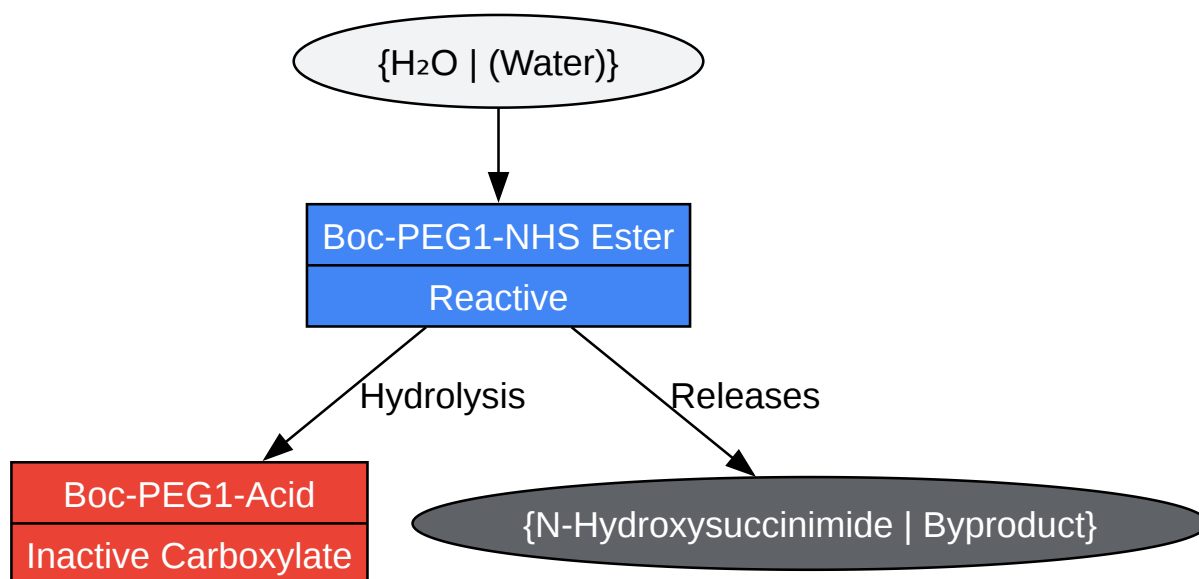 {H₂O | (Water)}
Boc-PEG1-NHS Ester
Reactive
Hydrolysis
Releases
Boc-PEG1-Acid
Inactive Carboxylate
{N-Hydroxysuccinimide | Byproduct}